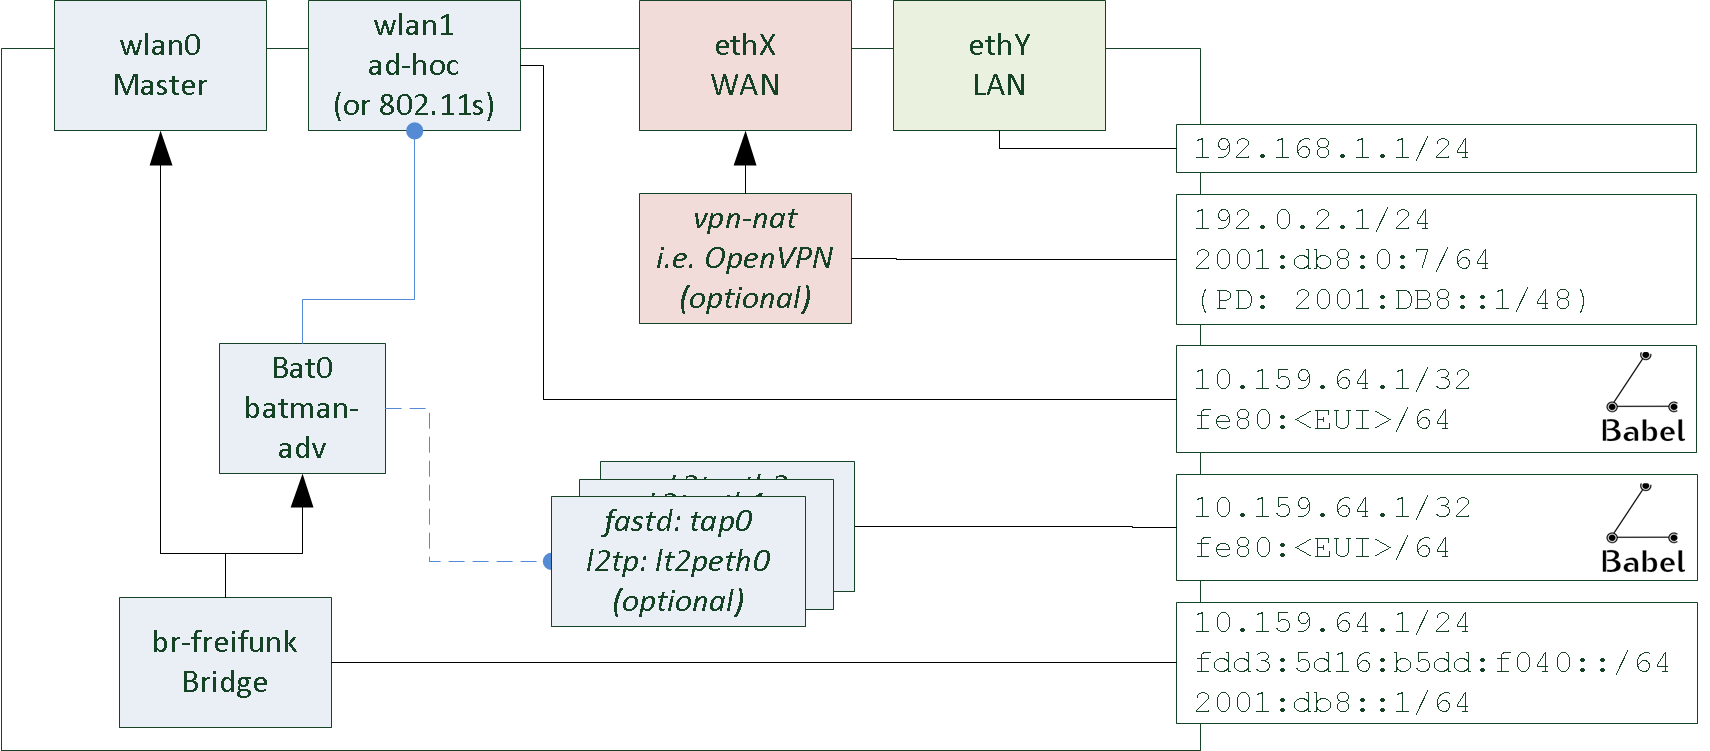 wlan0
Master
wlan1
ad-hoc
(or 802.11s)
ethX
WAN
ethY
LAN
192.168.1.1/24
vpn-nat
i.e. OpenVPN
(optional)
192.0.2.1/24
2001:db8:0:7/64
(PD: 2001:DB8::1/48)
Bat0
batman-
adv
10.159.64.1/32
fe80:<EUI>/64
Babel
fastd: tap0
l2tp: lt2peth0
(optional)
10.159.64.1/32
fe80:<EUI>/64
Babel
br-freifunk
Bridge
10.159.64.1/24
fdd3:5d16:b5dd:f040::/64
2001:db8::1/64